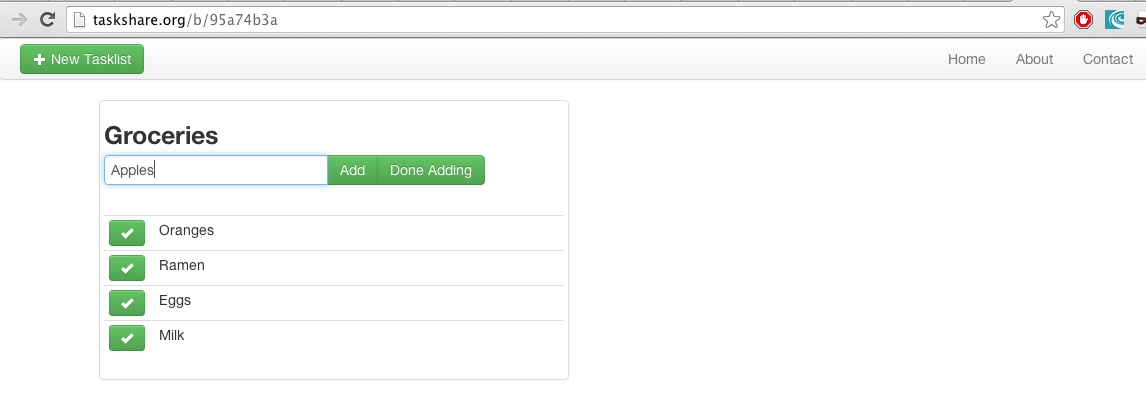 taskshare.org/b/95a74b3a
New Tasklist Home About Contact
Groceries
Apples Add Done Adding
Oranges
Ramen
Eggs
Milk